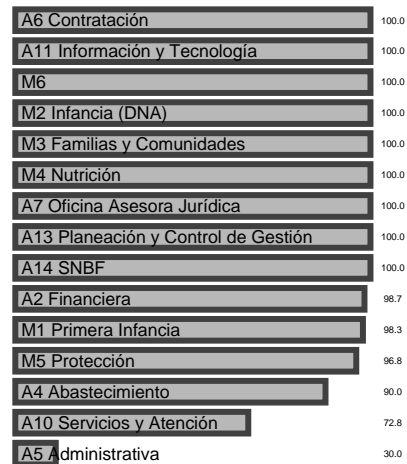 A6 Contratación 100.0
A11 Información y Tecnología 100.0
M6 100.0
M2 Infancia (DNA) 100.0
M3 Familias y Comunidades 100.0
M4 Nutrición 100.0
A7 Oficina Asesora Jurídica 100.0
A13 Planeación y Control de Gestión 100.0
A14 SNBF 100.0
A2 Financiera 98.7
M1 Primera Infancia 98.3
M5 Protección 96.8
A4 Abastecimiento 90.0
A10 Servicios y Atención 72.8
A5 Administrativa 30.0